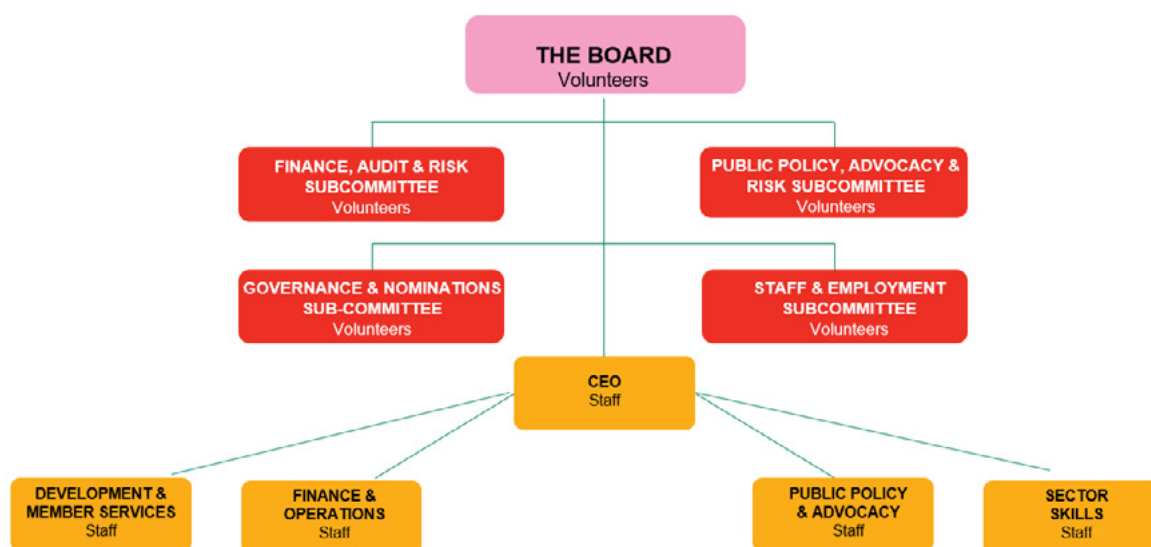 THE BOARD
Volunteers
FINANCE, AUDIT & RISK
SUBCOMMITTEE
Volunteers
PUBLIC POLICY, ADVOCACY &
RISK SUBCOMMITTEE
Volunteers
GOVERNANCE & NOMINATIONS
SUB-COMMITTEE
Volunteers
STAFF & EMPLOYMENT
SUBCOMMITTEE
Volunteers
CEO
Staff
DEVELOPMENT &
MEMBER SERVICES
Staff
FINANCE &
OPERATIONS
Staff
PUBLIC POLICY
& ADVOCACY
Staff
SECTOR
SKILLS
Staff